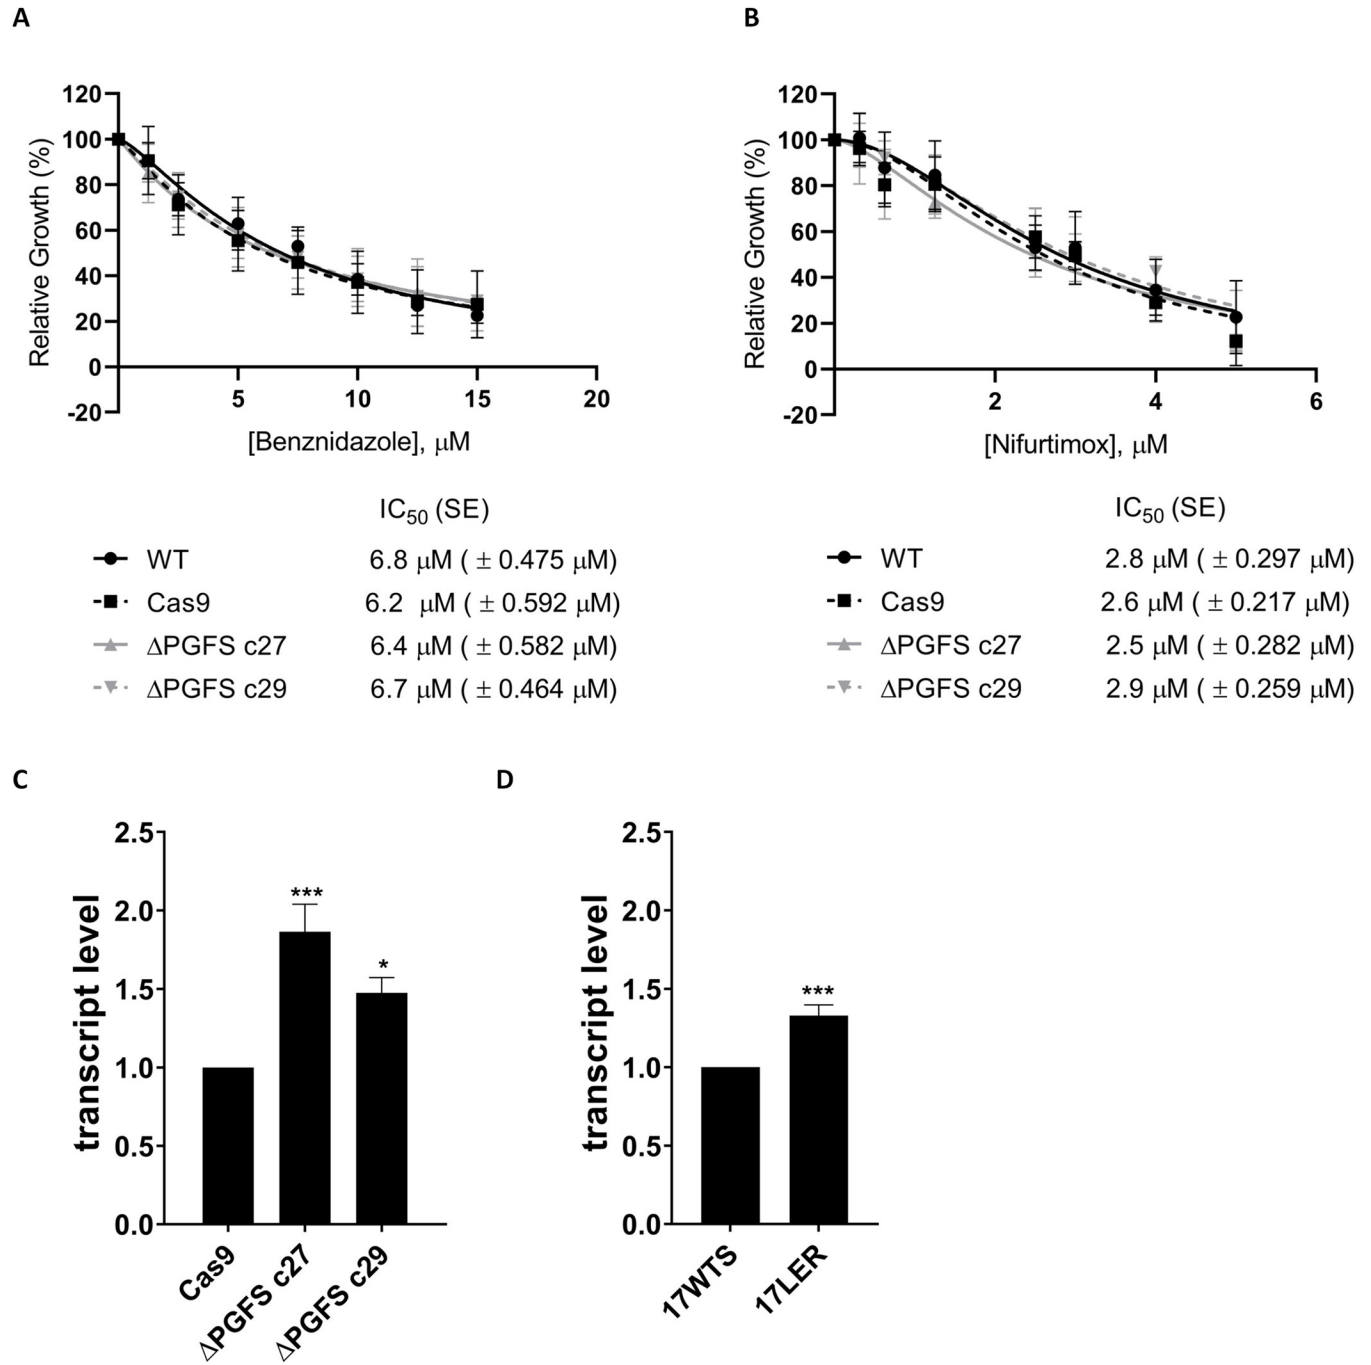 A
B
120
100
80
60
40
20
0
-20
Relative Growth (%)
5
10
15
20
[Benznidazole], μM
120
100
80
60
40
20
0
-20
Relative Growth (%)
2
4
6
[Nifurtimox], μM
IC50 (SE)
WT 6.8 μM ( ± 0.475 μM)
Cas9 6.2 μM ( ± 0.592 μM)
ΔPGFS c27 6.4 μM ( ± 0.582 μM)
ΔPGFS c29 6.7 μM ( ± 0.464 μM)
IC50 (SE)
WT 2.8 μM ( ± 0.297 μM)
Cas9 2.6 μM ( ± 0.217 μM)
ΔPGFS c27 2.5 μM ( ± 0.282 μM)
ΔPGFS c29 2.9 μM ( ± 0.259 μM)
C
D
2.5
2.0
1.5
1.0
0.5
0.0
transcript level
***
*
Cas9
ΔPGFS c27
ΔPGFS c29
2.5
2.0
1.5
1.0
0.5
0.0
transcript level
***
17WTS
17LER